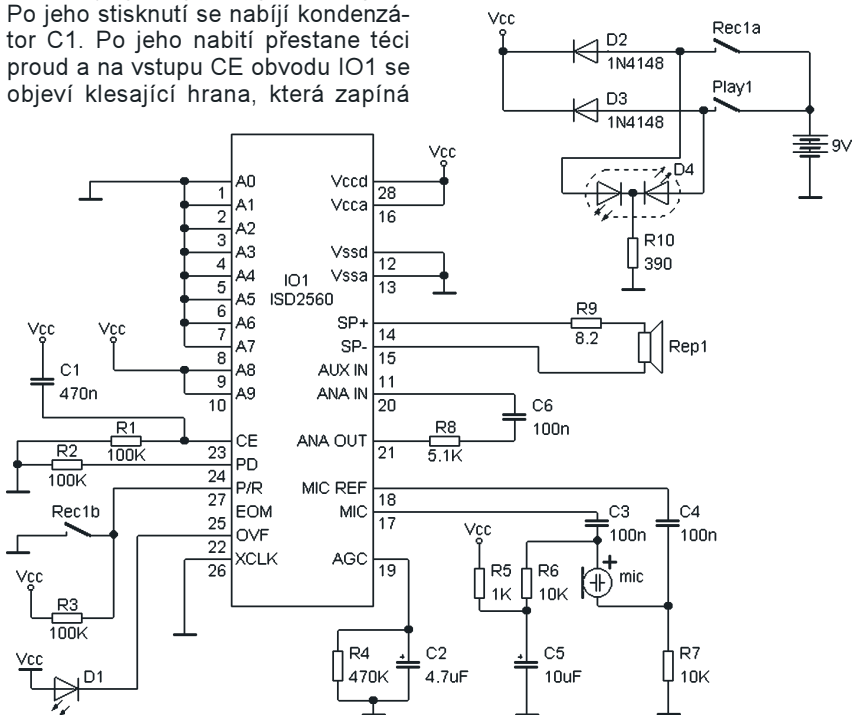 Po jeho stisknutí se nabíjí kondenzá-
tor C1. Po jeho nabití přestane téci
proud a na vstupu CE obvodu IO1 se
objeví klesající hrana, která zapíná
Vcc
D2
1N4148
Rec1a
D3
1N4148
Play1
9V
D4
R10
390
Vcc
IO1
ISD2560
A0
1
A1
2
A2
3
A3
4
A4
5
A5
6
A6
7
A7
8
A8
9
A9
10
CE
23
PD
24
P/R
27
EOM
25
OVF
22
XCLK
26
Vccd
28
Vcca
16
Vssd
12
Vssa
13
SP+
14
SP-
15
AUX IN
11
ANA IN
20
ANA OUT
21
MIC REF
18
MIC
17
AGC
19
R9
8.2
Rep1
C6
100n
R8
5.1K
Vcc
Vcc
C1
470n
R1
100K
R2
100K
Rec1b
Vcc
R3
100K
Vcc
D1
R4
470K
+
C2
4.7uF
Vcc
R5
1K
R6
10K
C3
100n
C4
100n
+
mic
+
C5
10uF
R7
10K